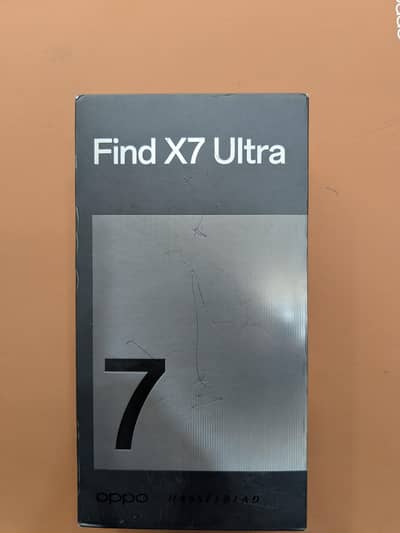 Find X7 Ultra
7
oppo HASSELBLAD